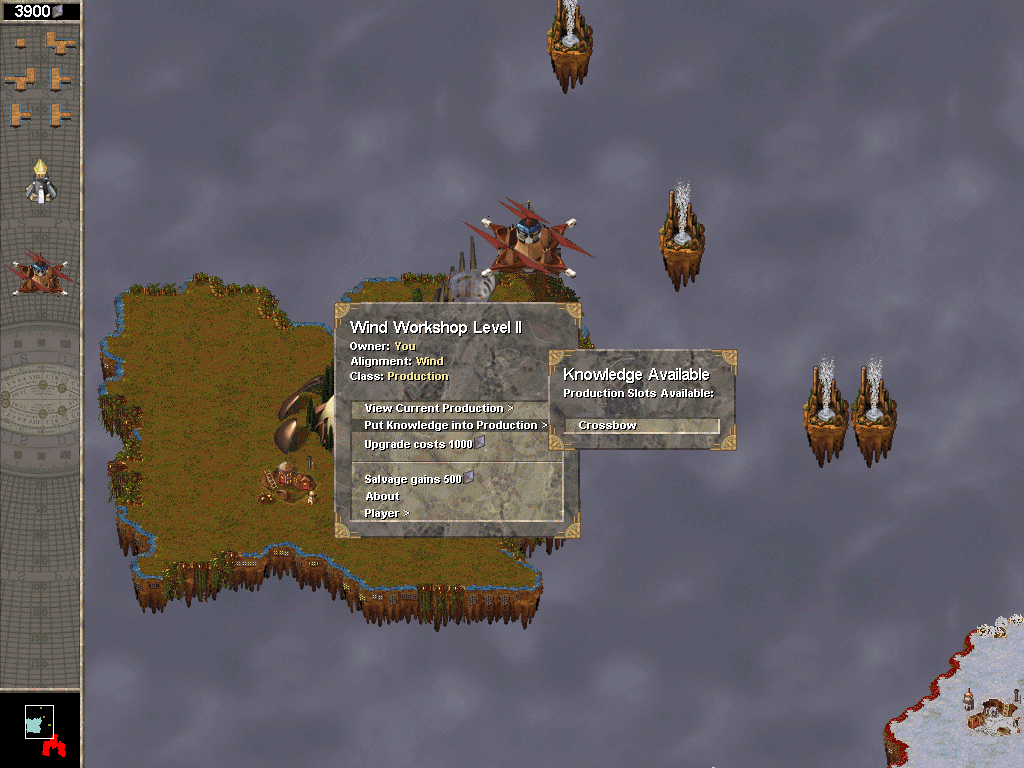 3900
Wind Workshop Level II
Owner: You
Alignment: Wind
Class: Production
View Current Production >
Put Knowledge into Production >
Upgrade costs 1000
Salvage gains 500
About
Player >
Knowledge Available
Production Slots Available:
Crossbow